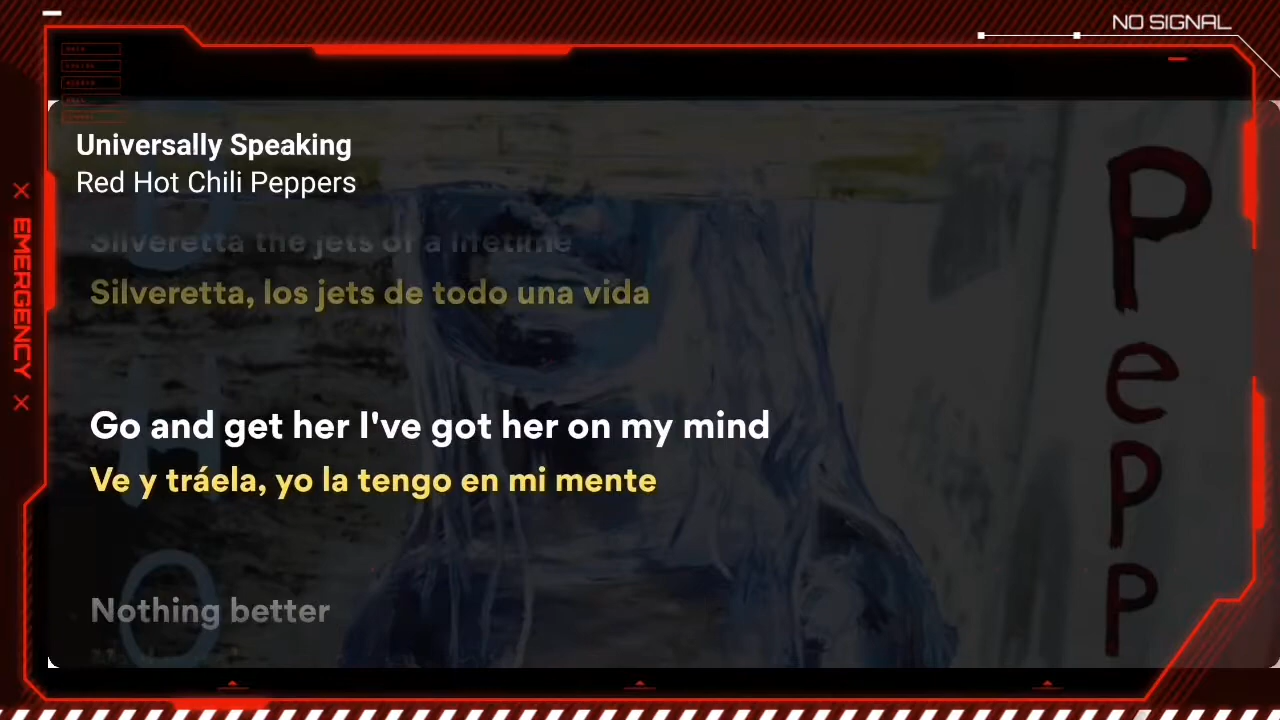 NO SIGNAL
Universally Speaking
Red Hot Chili Peppers
Silveretta the jets of a lifetime
Silveretta, los jets de todo una vida
Go and get her I've got her on my mind
Ve y tráela, yo la tengo en mi mente
Nothing better
EMERGENCY
H
O
P
e
p
p